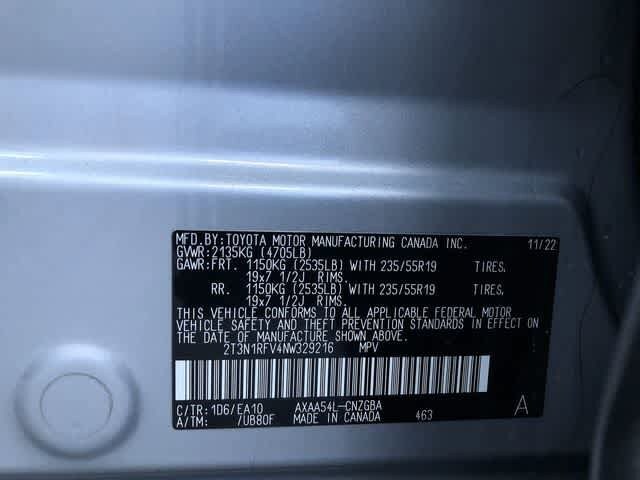 MFD.BY:TOYOTA MOTOR MANUFACTURING CANADA INC. 11/22
GVWR:2135KG (4705LB)
GAWR:FRT. 1150KG (2535LB) WITH 235/55R19 TIRES.
19x7 1/2J RIMS.
RR. 1150KG (2535LB) WITH 235/55R19 TIRES.
19x7 1/2J RIMS.
THIS VEHICLE CONFORMS TO ALL APPLICABLE FEDERAL MOTOR
VEHICLE SAFETY AND THEFT PREVENTION STANDARDS IN EFFECT ON
THE DATE OF MANUFACTURE SHOWN ABOVE.
2T3N1RFV4NW329216 MPV
C/TR:1D6/EA10 AXAA54L-CNZGBA
A/TM: /UB80F MADE IN CANADA 463 A